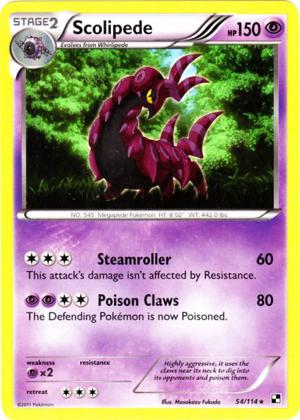 STAGE2 Scolipede HP150
Evolves from Whirlipede
NO. 545 Megapede Pokémon HT. 8'02" WT. 442.0 lbs.
Steamroller 60
This attack's damage isn't affected by Resistance.
Poison Claws 80
The Defending Pokémon is now Poisoned.
weakness resistance
×2
Highly aggressive, it uses the
claws near its neck to dig into
its opponents and poison them.
retreat
Illus. Masakazu Fukuda 54/114 ★
©2011 Pokémon